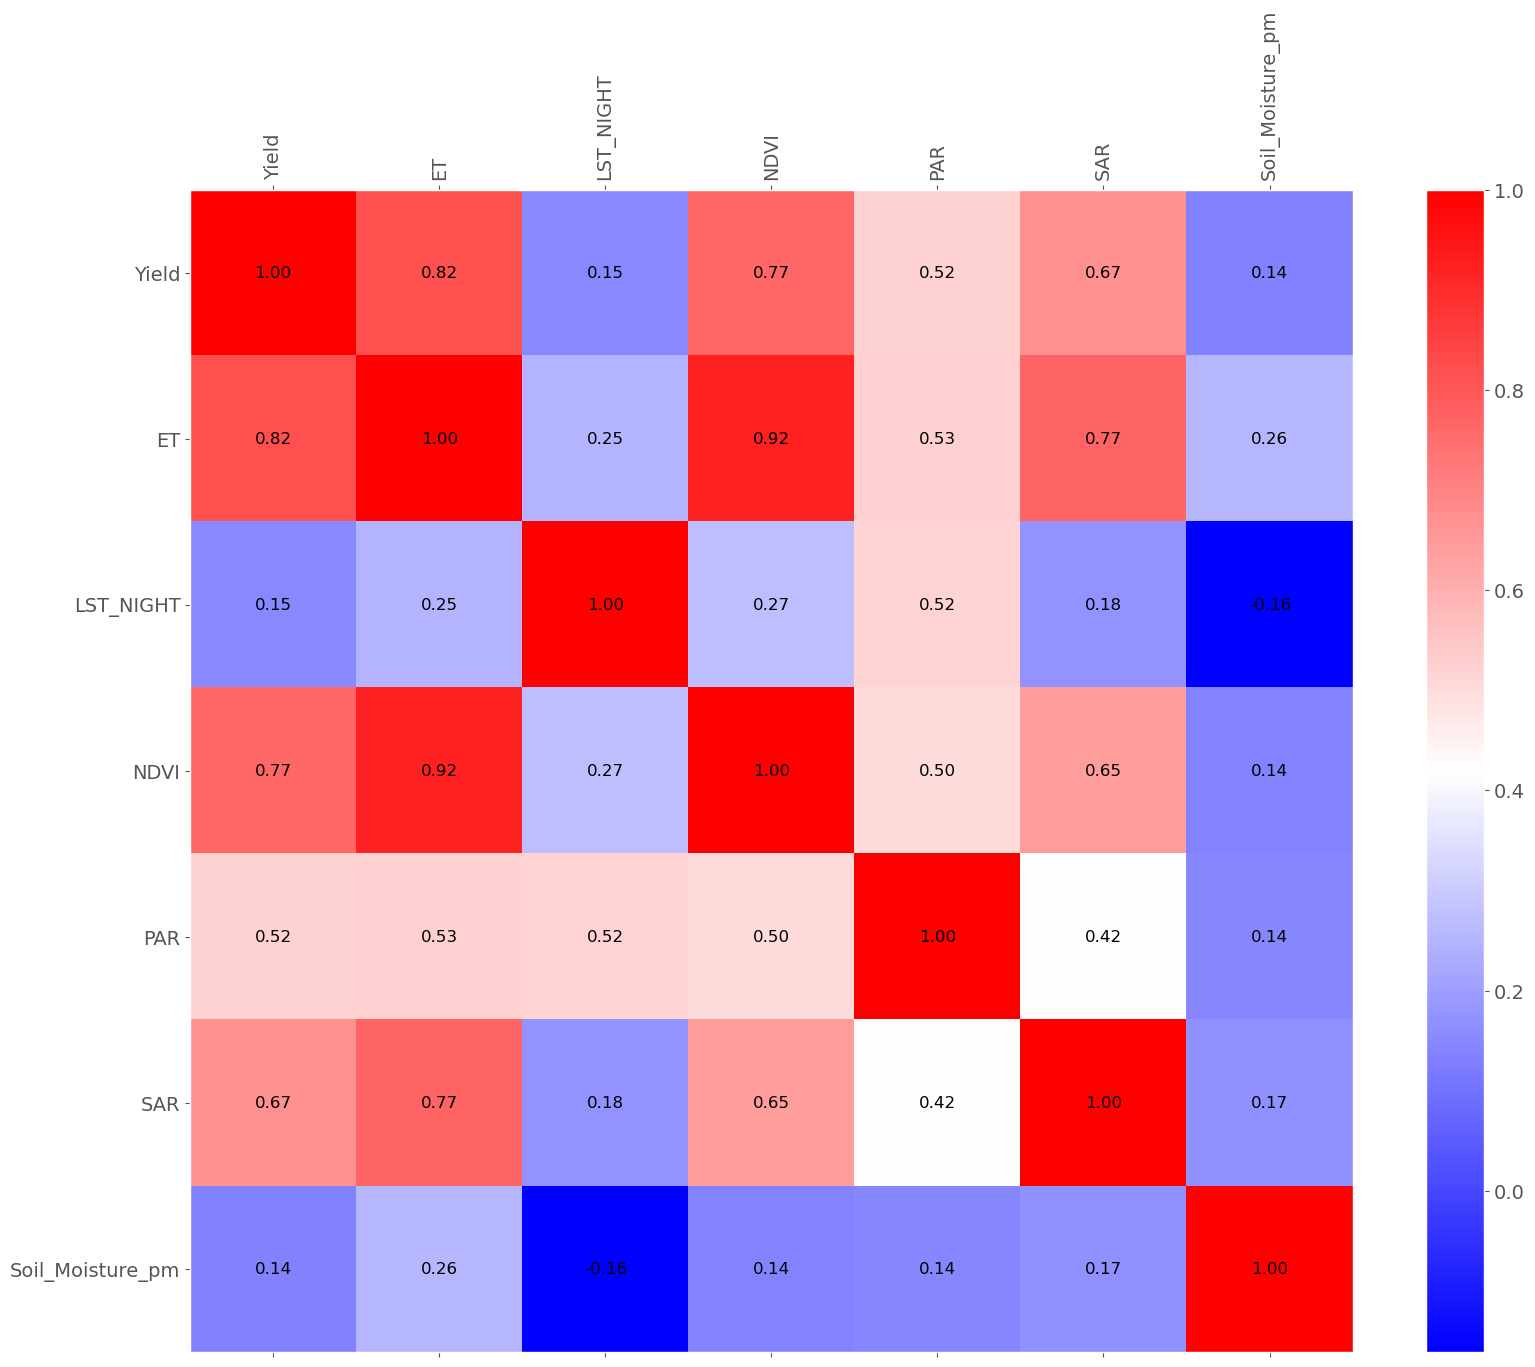 Yield ET LST_NIGHT NDVI PAR SAR Soil_Moisture_pm
Yield 1.00 0.82 0.15 0.77 0.52 0.67 0.14
ET 0.82 1.00 0.25 0.92 0.53 0.77 0.26
LST_NIGHT 0.15 0.25 1.00 0.27 0.52 0.18 -0.16
NDVI 0.77 0.92 0.27 1.00 0.50 0.65 0.14
PAR 0.52 0.53 0.52 0.50 1.00 0.42 0.14
SAR 0.67 0.77 0.18 0.65 0.42 1.00 0.17
Soil_Moisture_pm 0.14 0.26 -0.16 0.14 0.14 0.17 1.00
1.0
0.8
0.6
0.4
0.2
0.0